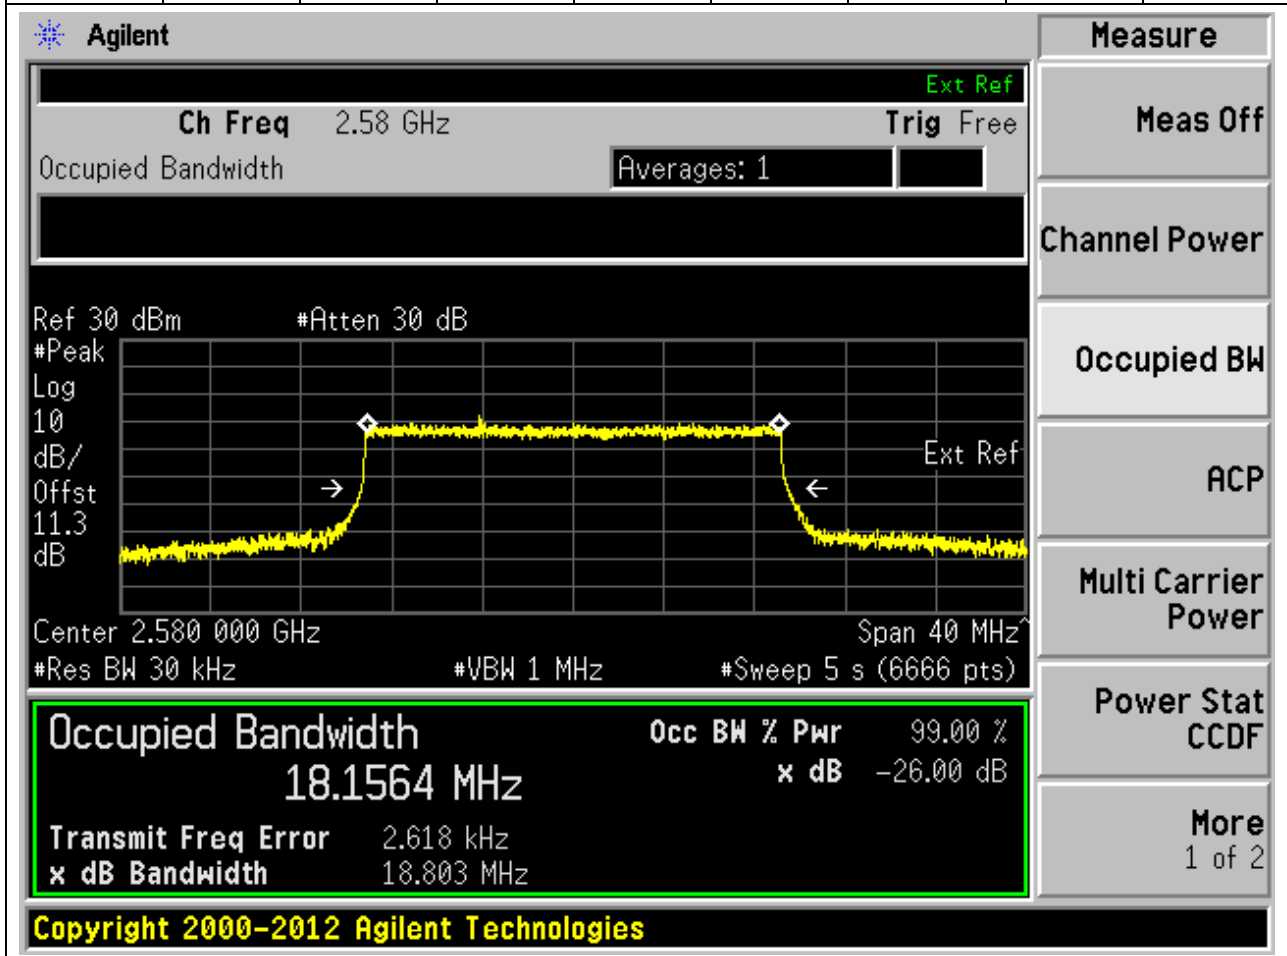 Agilent
Measure
Ext Ref
Ch Freq 2.58 GHz Trig Free
Occupied Bandwidth Averages: 1
Meas Off
Channel Power
Ref 30 dBm #Atten 30 dB
#Peak
Log
10
dB/
Offst
11.3
dB
Ext Ref
Center 2.580 000 GHz Span 40 MHz^
#Res BW 30 kHz #VBW 1 MHz #Sweep 5 s (6666 pts)
Occupied BW
ACP
Multi Carrier
Power
Occupied Bandwidth Occ BW % Pwr 99.00 %
18.1564 MHz x dB -26.00 dB
Transmit Freq Error 2.618 kHz
x dB Bandwidth 18.803 MHz
Power Stat
CCDF
More
1 of 2
Copyright 2000-2012 Agilent Technologies